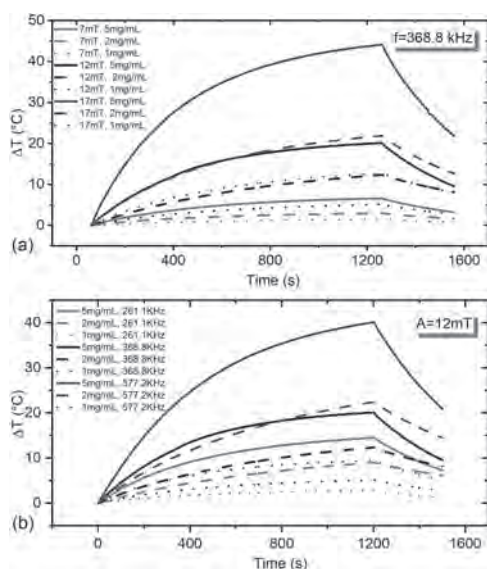 50
40
30
20
10
0
ΔT (°C)
7mT. 5mg/mL
7mT. 2mg/mL
7mT. 1mg/mL
12mT. 5mg/mL
12mT. 2mg/mL
12mT. 1mg/mL
17mT. 5mg/mL
17mT. 2mg/mL
17mT. 1mg/mL
f=368.8 kHz
(a)
0 400 800 1200 1600
Time (s)
40
30
20
10
0
ΔT (°C)
5mg/mL. 261.1KHz
2mg/mL. 261.1KHz
1mg/mL. 261.1KHz
5mg/mL. 368.8KHz
2mg/mL. 368.8KHz
1mg/mL. 368.8KHz
5mg/mL. 577.2KHz
2mg/mL. 577.2KHz
1mg/mL. 577.2KHz
A=12mT
(b)
0 400 800 1200 1600
Time (s)